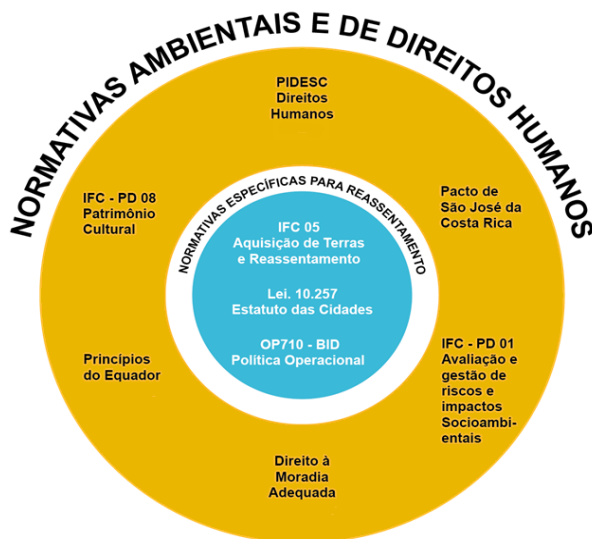 NORMATIVAS AMBIENTAIS E DE DIREITOS HUMANOS
PIDESC
Direitos
Humanos
IFC - PD 08
Patrimônio
Cultural
Pacto de
São José da
Costa Rica
NORMATIVAS ESPECÍFICAS PARA REASSENTAMENTO
IFC 05
Aquisição de Terras
e Reassentamento
Lei. 10.257
Estatuto das Cidades
OP710 - BID
Política Operacional
Princípios
do Equador
IFC - PD 01
Avaliação e
gestão de
riscos e
impactos
Socioambi-
entais
Direito à
Moradia
Adequada